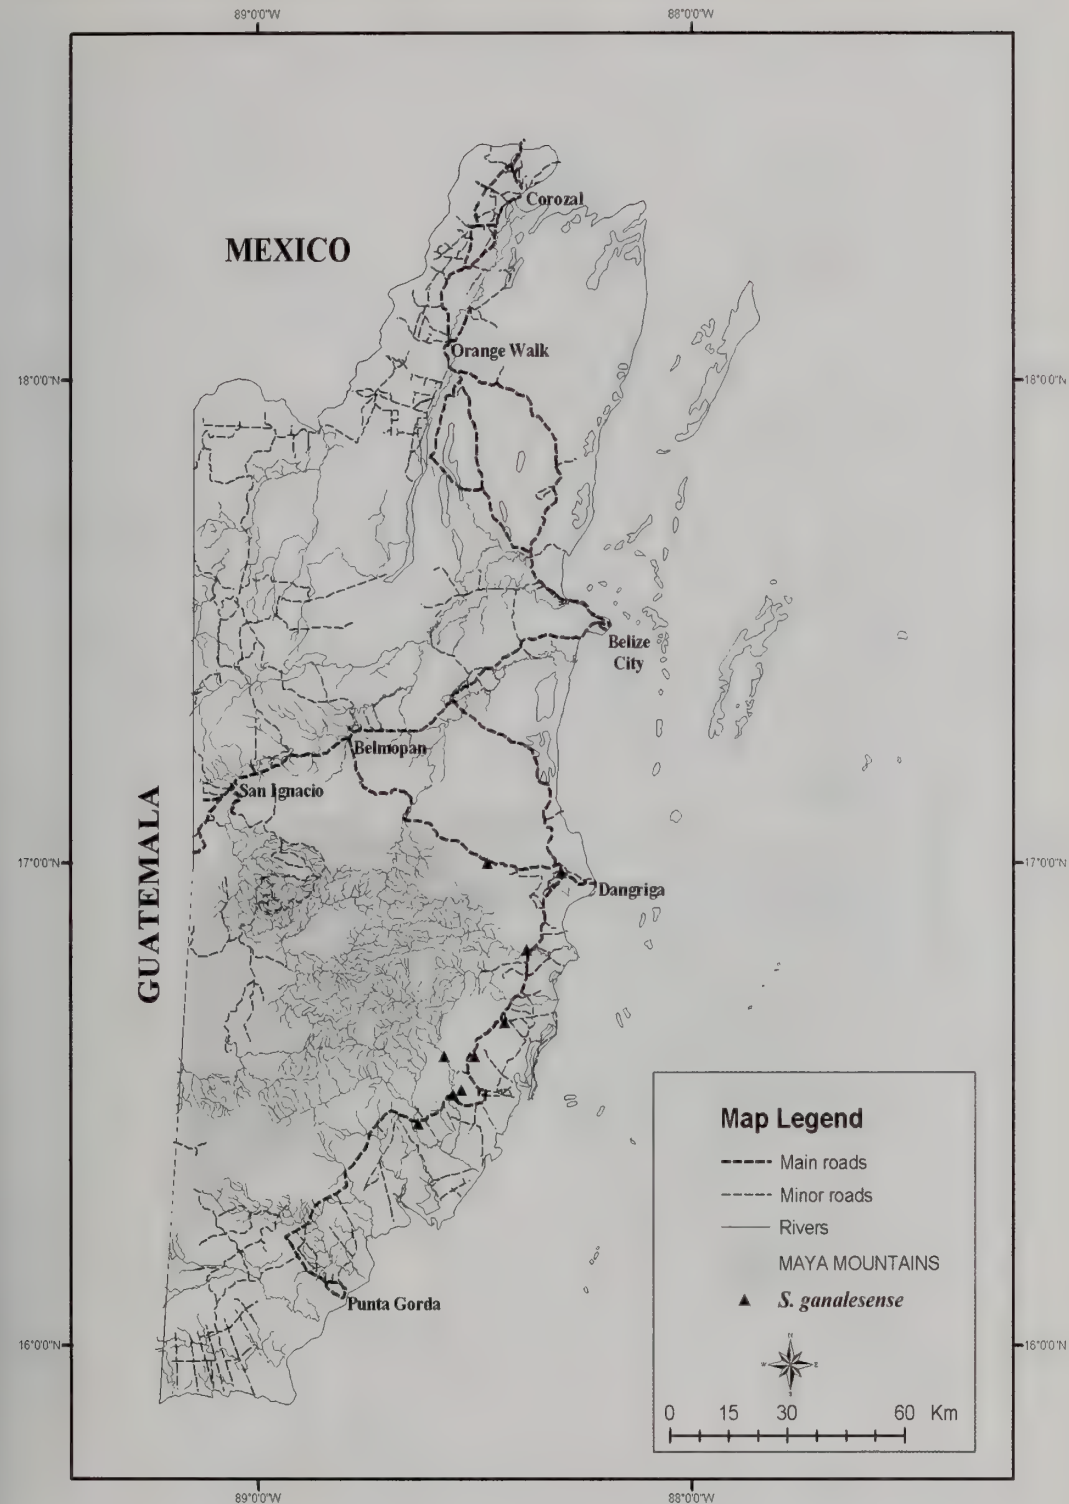 89°0'0"W
88°0'0"W
Corozal
MEXICO
Orange Walk
18°0'0"N
18°0'0"N
Belize
City
Belmopan
San Ignacio
GUATEMALA
17°0'0"N
17°0'0"N
Dangriga
Map Legend
Main roads
Minor roads
Rivers
MAYA MOUNTAINS
S. ganalesense
Punta Gorda
16°0'0"N
16°0'0"N
N
W
E
S
0 15 30 60 Km
89°0'0"W
88°0'0"W